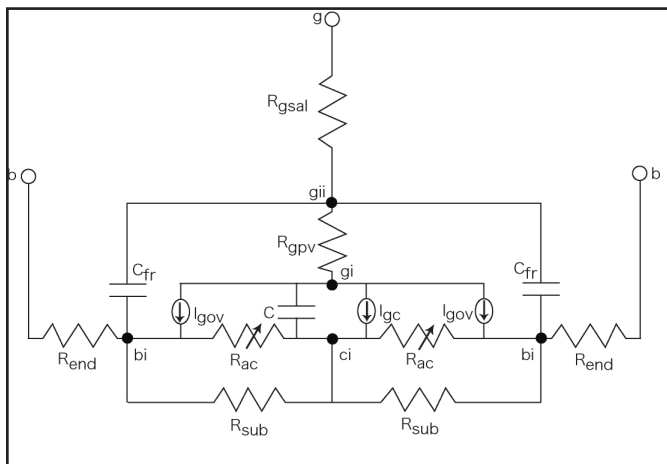 g
Rgsal
b
b
gii
Rgpv
Cfr
gi
Cfr
Igov
C
Igc
Igov
Rend
bi
Rac
ci
Rac
bi
Rend
Rsub
Rsub